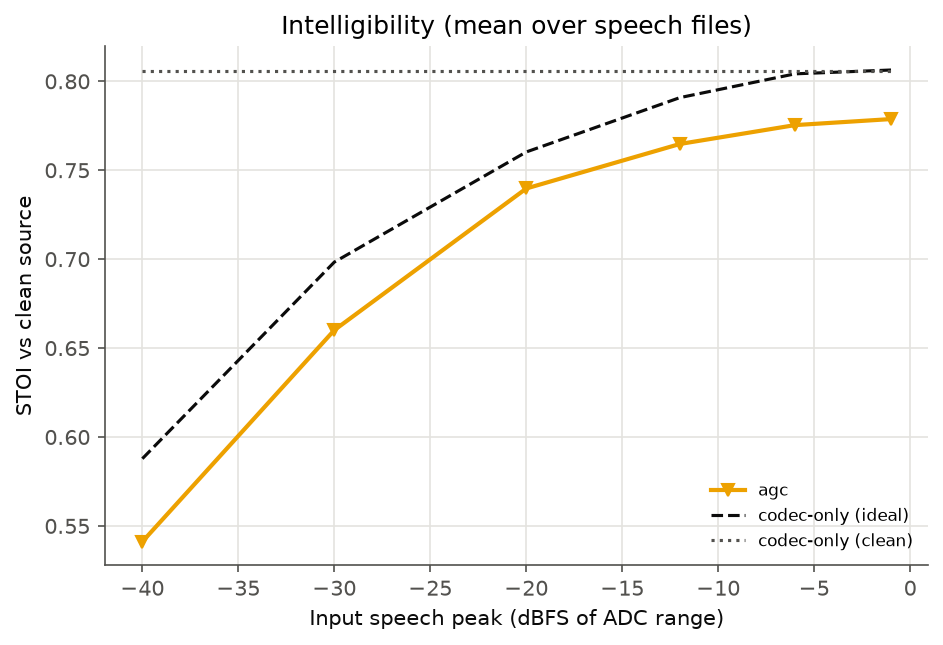 Intelligibility (mean over speech files)
STOI vs clean source
0.80
0.75
0.70
0.65
0.60
0.55
agc
codec-only (ideal)
codec-only (clean)
−40 −35 −30 −25 −20 −15 −10 −5 0
Input speech peak (dBFS of ADC range)